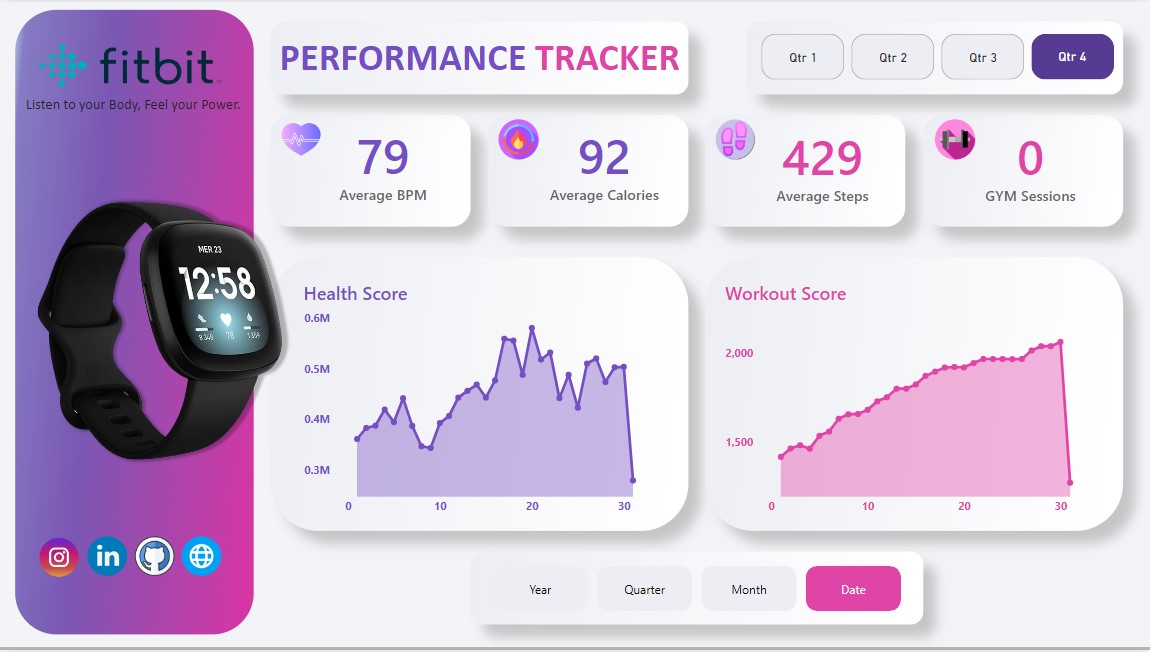 fitbit
Listen to your Body, Feel your Power.
MER 23
12:58
78
in
PERFORMANCE TRACKER
Qtr 1
Qtr 2
Qtr 3
Qtr 4
79
Average BPM
92
Average Calories
429
Average Steps
0
GYM Sessions
Health Score
0.6M
0.5M
0.4M
0.3M
0 10 20 30
Workout Score
2,000
1,500
0 10 20 30
Year
Quarter
Month
Date